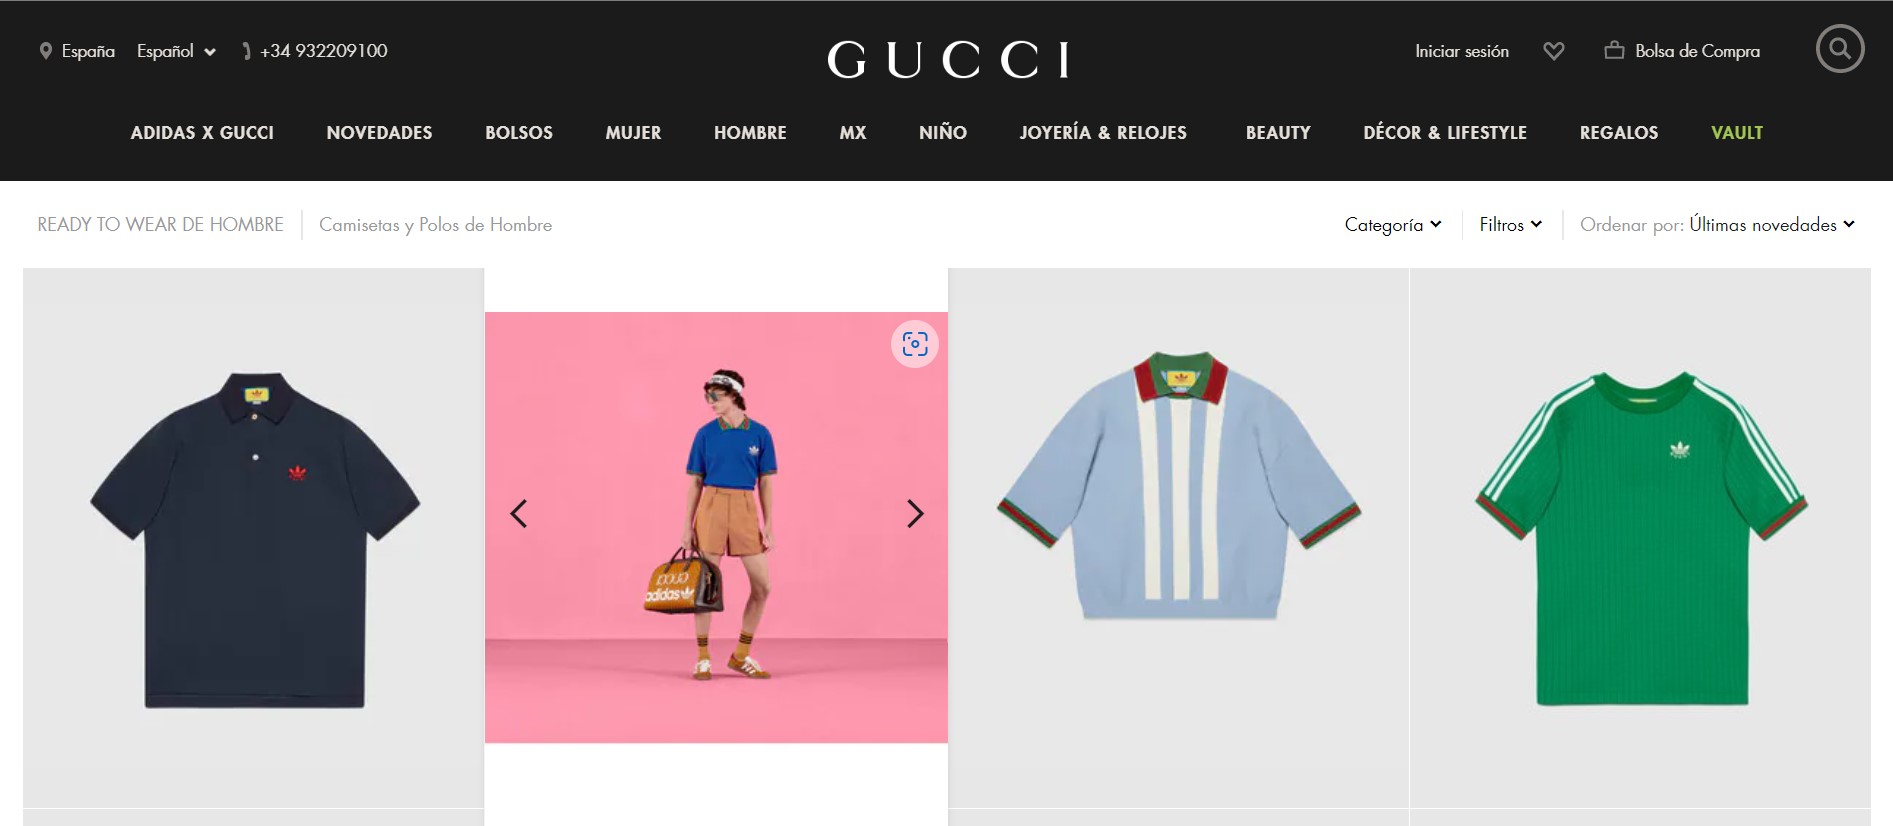 España Español +34 932209100
GUCCI
Iniciar sesión Bolsa de Compra
ADIDAS X GUCCI NOVEDADES BOLSOS MUJER HOMBRE MX NIÑO JOYERÍA & RELOJES BEAUTY DÉCOR & LIFESTYLE REGALOS VAULT
READY TO WEAR DE HOMBRE Camisetas y Polos de Hombre
Categoría Filtros Ordenar por: Últimas novedades
adidas